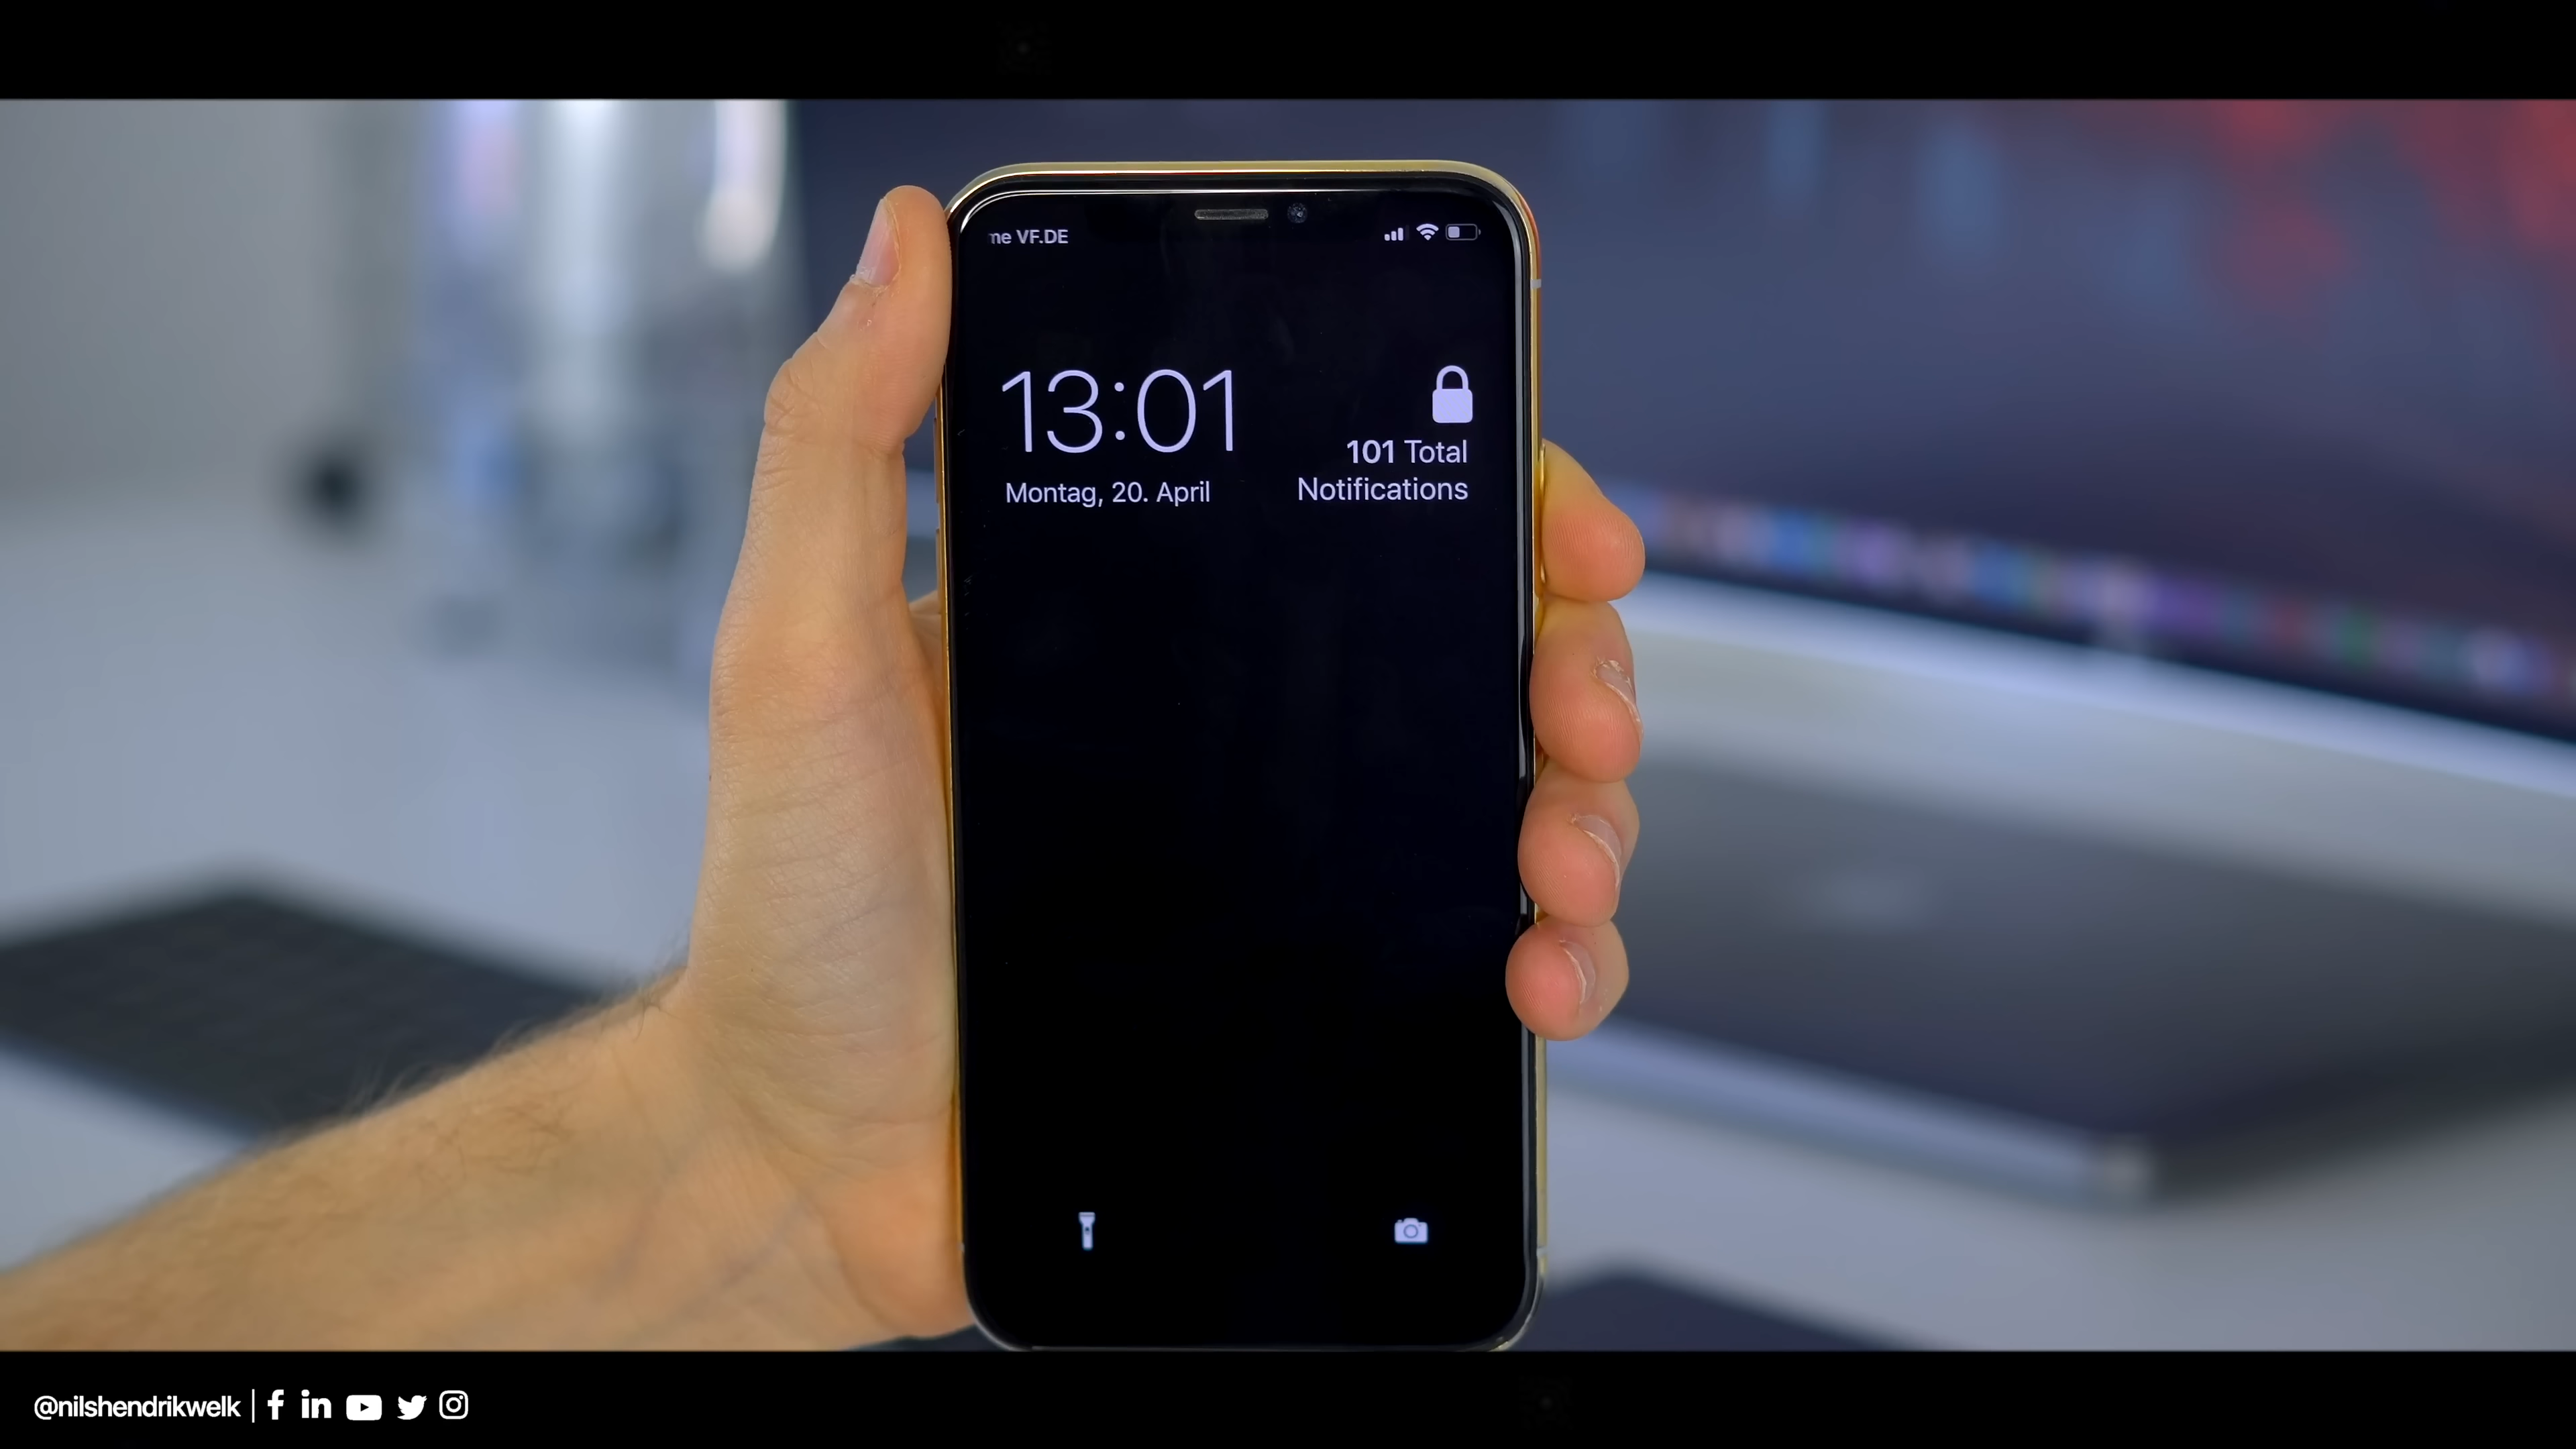 ne VF.DE
13:01
Montag, 20. April
101 Total
Notifications
@nilshendrikwelk